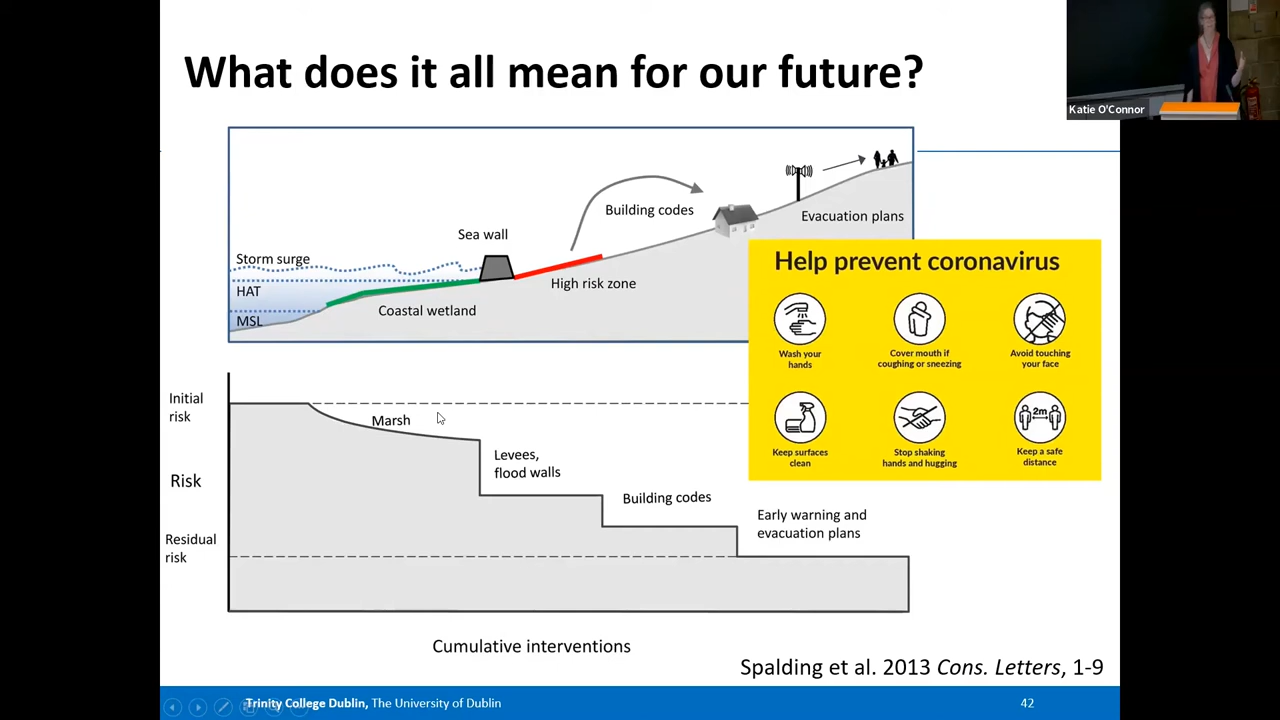 What does it all mean for our future?
Katie O'Connor
Building codes
Evacuation plans
Sea wall
Storm surge
HAT
High risk zone
Coastal wetland
MSL
Help prevent coronavirus
Wash your
hands
Cover mouth if
coughing or sneezing
Avoid touching
your face
2m
Keep surfaces
clean
Stop shaking
hands and hugging
Keep a safe
distance
Initial
risk
Marsh
Levees,
flood walls
Risk
Building codes
Early warning and
evacuation plans
Residual
risk
Cumulative interventions
Spalding et al. 2013 Cons. Letters, 1-9
Trinity College Dublin, The University of Dublin
42